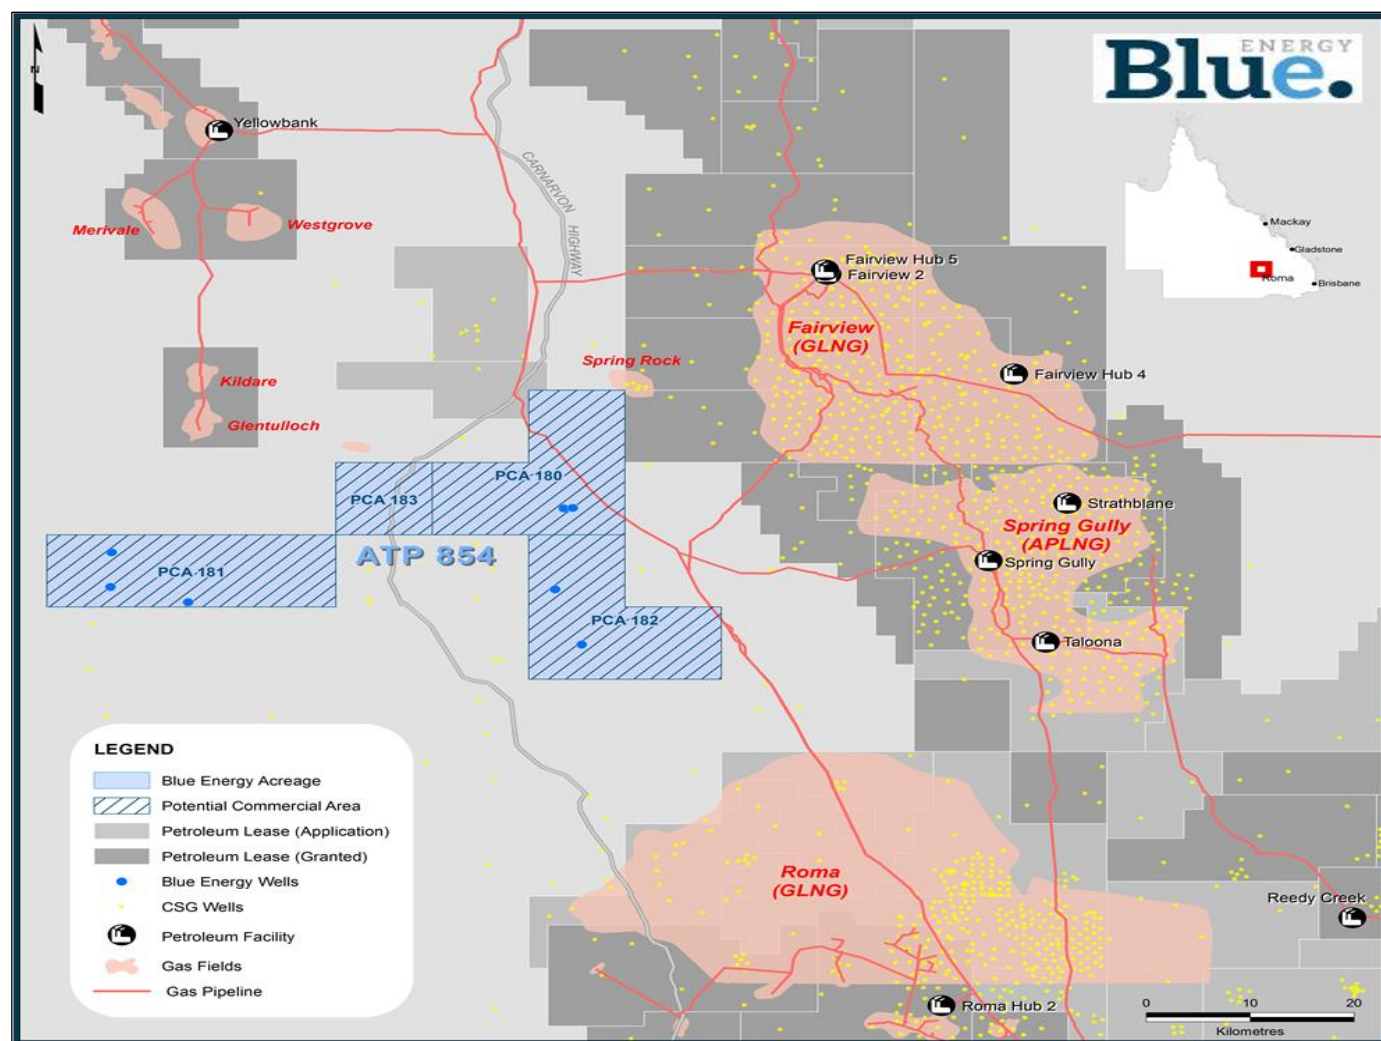 ENERGY
Blue.
N
Yellowbank
CARNARVON HIGHWAY
Mackay
Gladstone
Roma
Brisbane
Merivale
Westgrove
Fairview Hub 5
Fairview 2
Fairview
(GLNG)
Spring Rock
Fairview Hub 4
Kildare
Glentulloch
PCA 180
PCA 183
Strathblane
Spring Gully
(APLNG)
ATP 854
Spring Gully
PCA 181
PCA 182
Taloona
LEGEND
Blue Energy Acreage
Potential Commercial Area
Petroleum Lease (Application)
Petroleum Lease (Granted)
Blue Energy Wells
CSG Wells
Petroleum Facility
Gas Fields
Gas Pipeline
Roma
(GLNG)
Reedy Creek
Roma Hub 2
0 10 20
Kilometres